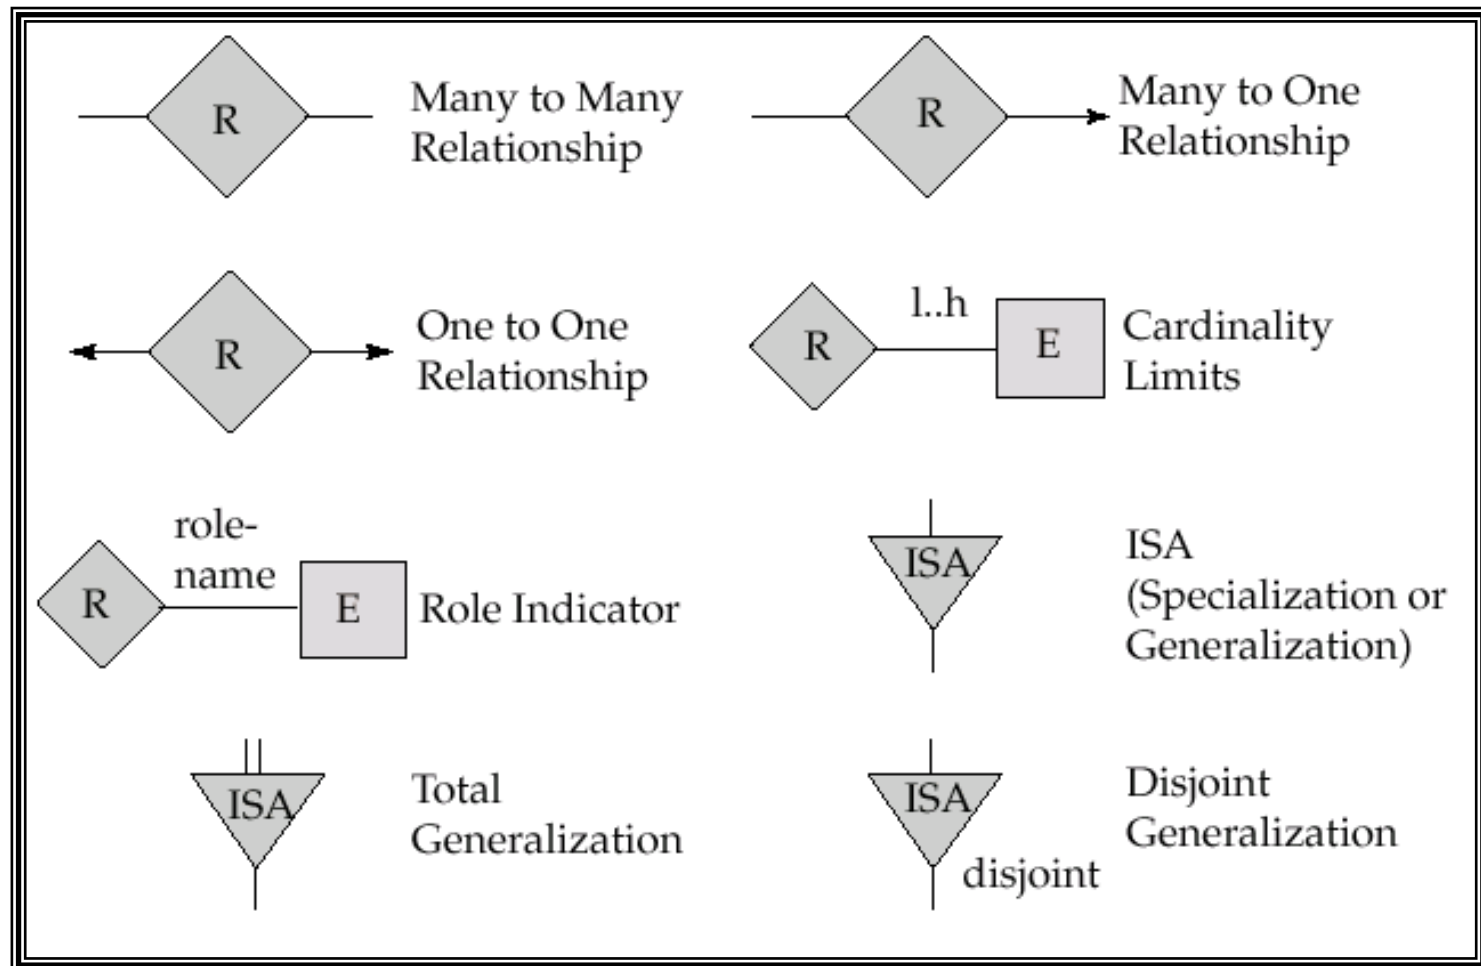 R
Many to Many
Relationship
R
Many to One
Relationship
R
One to One
Relationship
R
l..h
E
Cardinality
Limits
R
role-
name
E
Role Indicator
ISA
ISA
(Specialization or
Generalization)
ISA
Total
Generalization
ISA
disjoint
Disjoint
Generalization